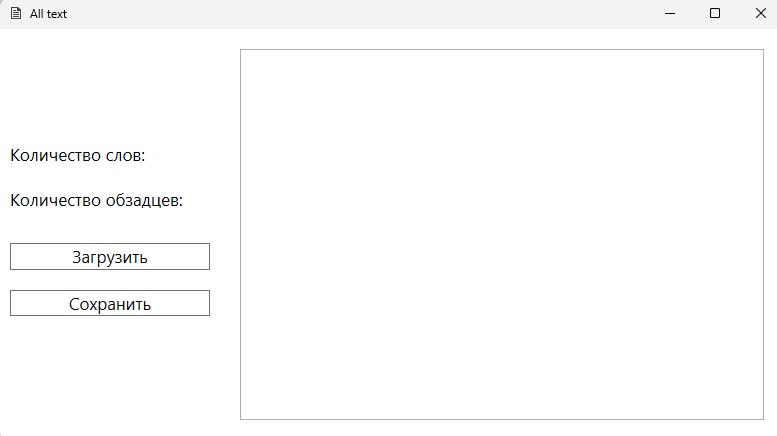 All text
Количество слов:
Количество обзадцев:
Загрузить
Сохранить